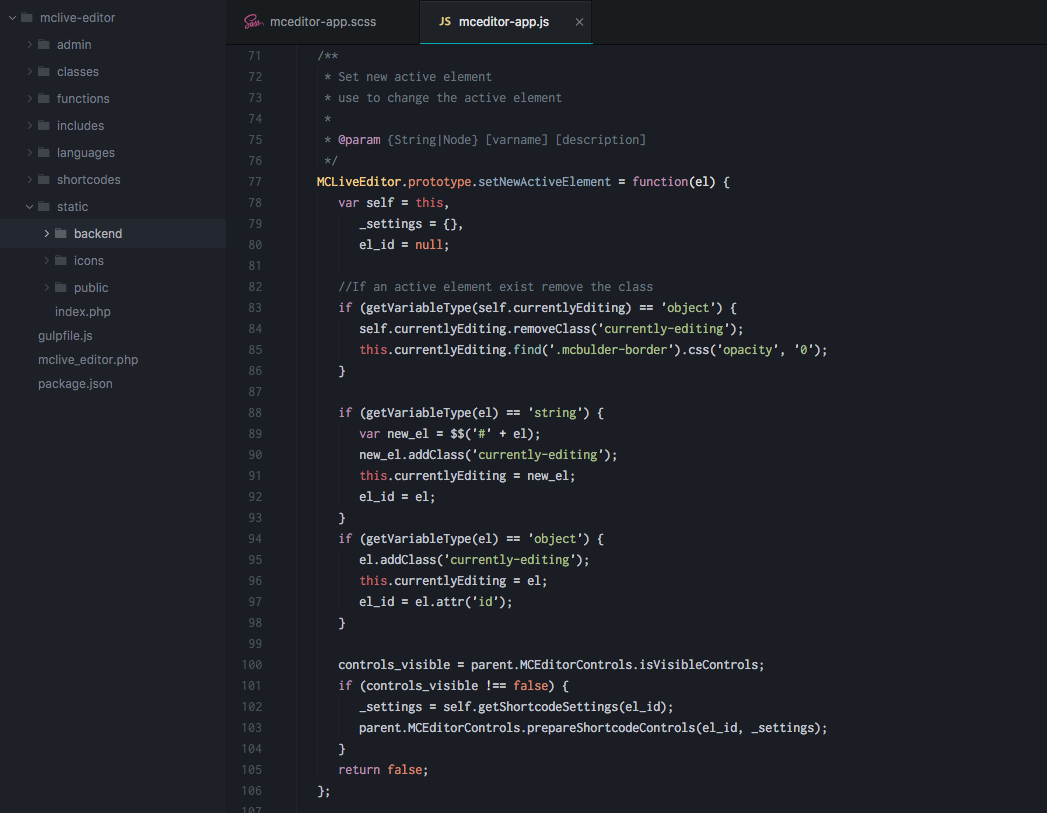 mclive-editor
admin
classes
functions
includes
languages
shortcodes
static
backend
icons
public
index.php
gulpfile.js
mclive_editor.php
package.json
mceditor-app.scss
JS mceditor-app.js ×
71 /**
72 * Set new active element
73 * use to change the active element
74 *
75 * @param {String|Node} [varname] [description]
76 */
77 MCLiveEditor.prototype.setNewActiveElement = function(el) {
78 var self = this,
79 _settings = {},
80 el_id = null;
81
82 //If an active element exist remove the class
83 if (getVariableType(self.currentlyEditing) == 'object') {
84 self.currentlyEditing.removeClass('currently-editing');
85 this.currentlyEditing.find('.mcbulder-border').css('opacity', '0');
86 }
87
88 if (getVariableType(el) == 'string') {
89 var new_el = $$('#' + el);
90 new_el.addClass('currently-editing');
91 this.currentlyEditing = new_el;
92 el_id = el;
93 }
94 if (getVariableType(el) == 'object') {
95 el.addClass('currently-editing');
96 this.currentlyEditing = el;
97 el_id = el.attr('id');
98 }
99
100 controls_visible = parent.MCEditorControls.isVisibleControls;
101 if (controls_visible !== false) {
102 _settings = self.getShortcodeSettings(el_id);
103 parent.MCEditorControls.prepareShortcodeControls(el_id, _settings);
104 }
105 return false;
106 };
107